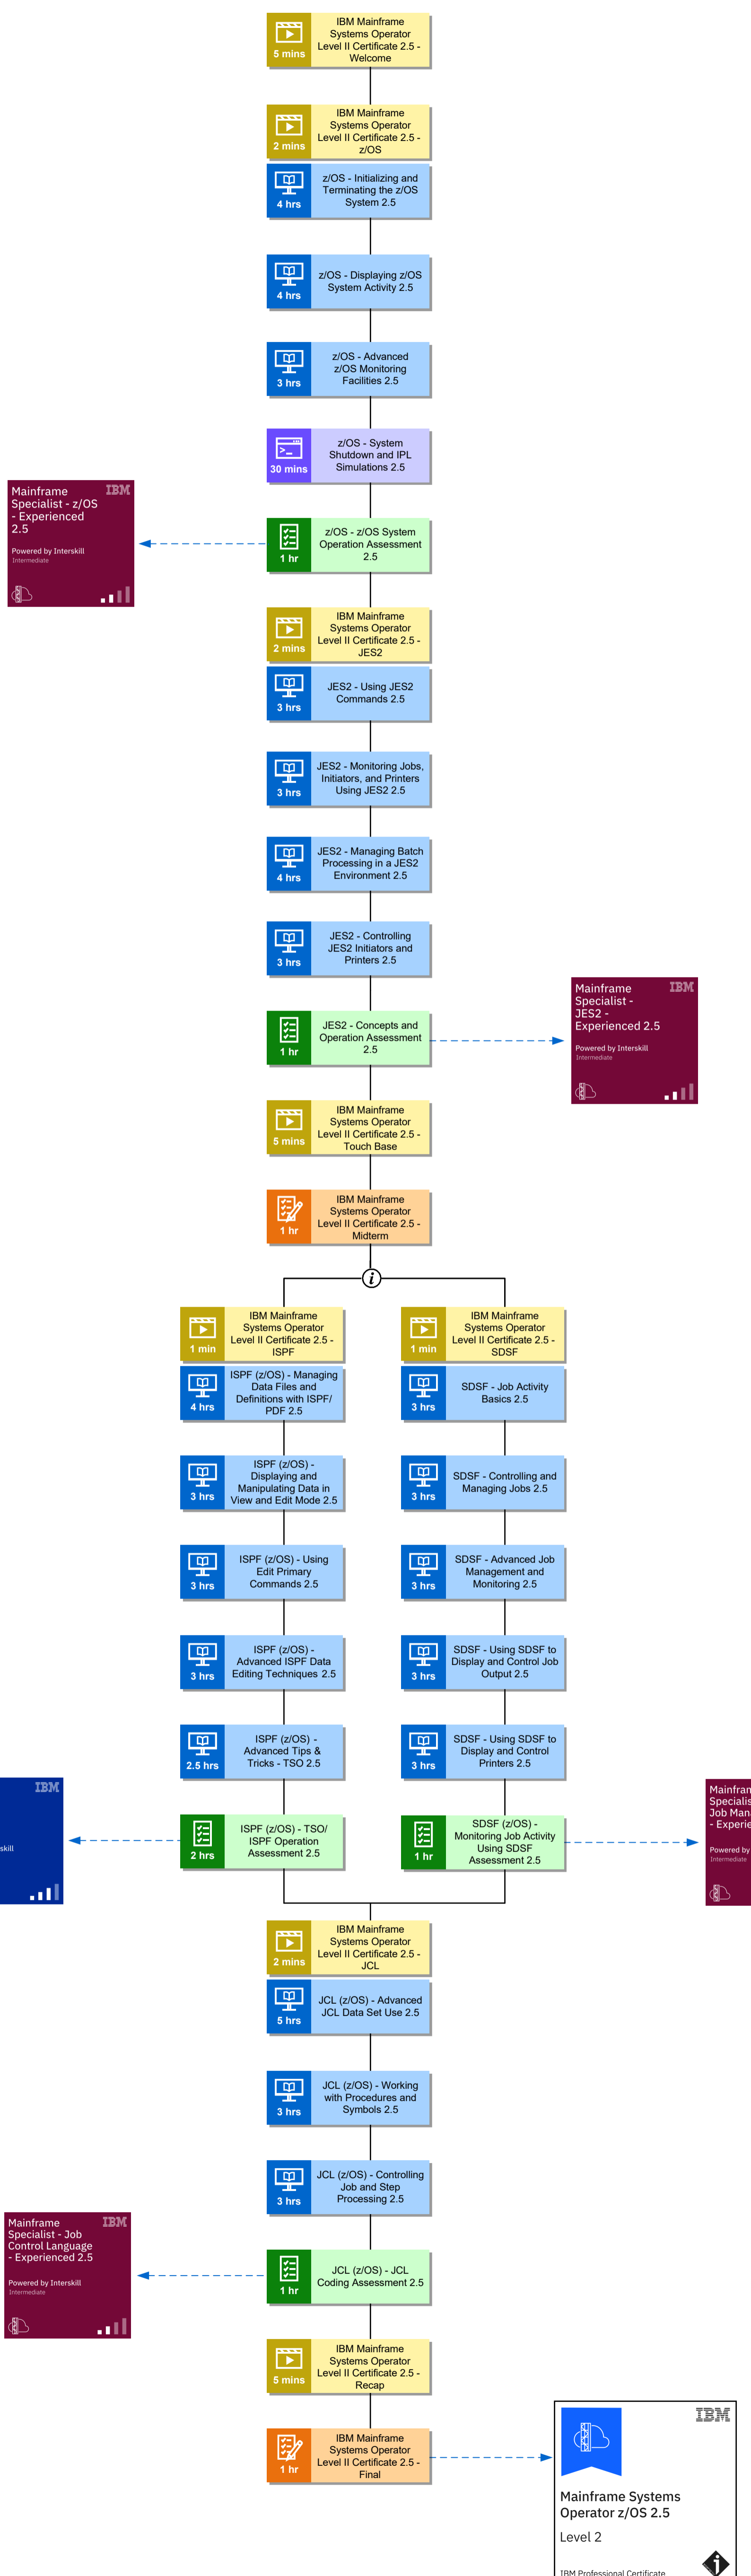 5 mins
IBM Mainframe
Systems Operator
Level II Certificate 2.5 -
Welcome
2 mins
IBM Mainframe
Systems Operator
Level II Certificate 2.5 -
z/OS
4 hrs
z/OS - Initializing and
Terminating the z/OS
System 2.5
4 hrs
z/OS - Displaying z/OS
System Activity 2.5
3 hrs
z/OS - Advanced
z/OS Monitoring
Facilities 2.5
30 mins
z/OS - System
Shutdown and IPL
Simulations 2.5
1 hr
z/OS - z/OS System
Operation Assessment
2.5
IBM
Mainframe
Specialist - z/OS
- Experienced
2.5
Powered by Interskill
Intermediate
2 mins
IBM Mainframe
Systems Operator
Level II Certificate 2.5 -
JES2
3 hrs
JES2 - Using JES2
Commands 2.5
3 hrs
JES2 - Monitoring Jobs,
Initiators, and Printers
Using JES2 2.5
4 hrs
JES2 - Managing Batch
Processing in a JES2
Environment 2.5
3 hrs
JES2 - Controlling
JES2 Initiators and
Printers 2.5
1 hr
JES2 - Concepts and
Operation Assessment
2.5
IBM
Mainframe
Specialist -
JES2 -
Experienced 2.5
Powered by Interskill
Intermediate
5 mins
IBM Mainframe
Systems Operator
Level II Certificate 2.5 -
Touch Base
1 hr
IBM Mainframe
Systems Operator
Level II Certificate 2.5 -
Midterm
i
1 min
IBM Mainframe
Systems Operator
Level II Certificate 2.5 -
ISPF
4 hrs
ISPF (z/OS) - Managing
Data Files and
Definitions with ISPF/
PDF 2.5
3 hrs
ISPF (z/OS) -
Displaying and
Manipulating Data in
View and Edit Mode 2.5
3 hrs
ISPF (z/OS) - Using
Edit Primary
Commands 2.5
3 hrs
ISPF (z/OS) -
Advanced ISPF Data
Editing Techniques 2.5
2.5 hrs
ISPF (z/OS) -
Advanced Tips &
Tricks - TSO 2.5
2 hrs
ISPF (z/OS) - TSO/
ISPF Operation
Assessment 2.5
IBM
skill
1 min
IBM Mainframe
Systems Operator
Level II Certificate 2.5 -
SDSF
3 hrs
SDSF - Job Activity
Basics 2.5
3 hrs
SDSF - Controlling and
Managing Jobs 2.5
3 hrs
SDSF - Advanced Job
Management and
Monitoring 2.5
3 hrs
SDSF - Using SDSF to
Display and Control Job
Output 2.5
3 hrs
SDSF - Using SDSF to
Display and Control
Printers 2.5
1 hr
SDSF (z/OS) -
Monitoring Job Activity
Using SDSF
Assessment 2.5
Mainfran
Specialis
Job Man
- Experie
Powered by
Intermediate
2 mins
IBM Mainframe
Systems Operator
Level II Certificate 2.5 -
JCL
5 hrs
JCL (z/OS) - Advanced
JCL Data Set Use 2.5
3 hrs
JCL (z/OS) - Working
with Procedures and
Symbols 2.5
3 hrs
JCL (z/OS) - Controlling
Job and Step
Processing 2.5
1 hr
JCL (z/OS) - JCL
Coding Assessment 2.5
IBM
Mainframe
Specialist - Job
Control Language
- Experienced 2.5
Powered by Interskill
Intermediate
5 mins
IBM Mainframe
Systems Operator
Level II Certificate 2.5 -
Recap
1 hr
IBM Mainframe
Systems Operator
Level II Certificate 2.5 -
Final
IBM
Mainframe Systems
Operator z/OS 2.5
Level 2
IBM Professional Certificate